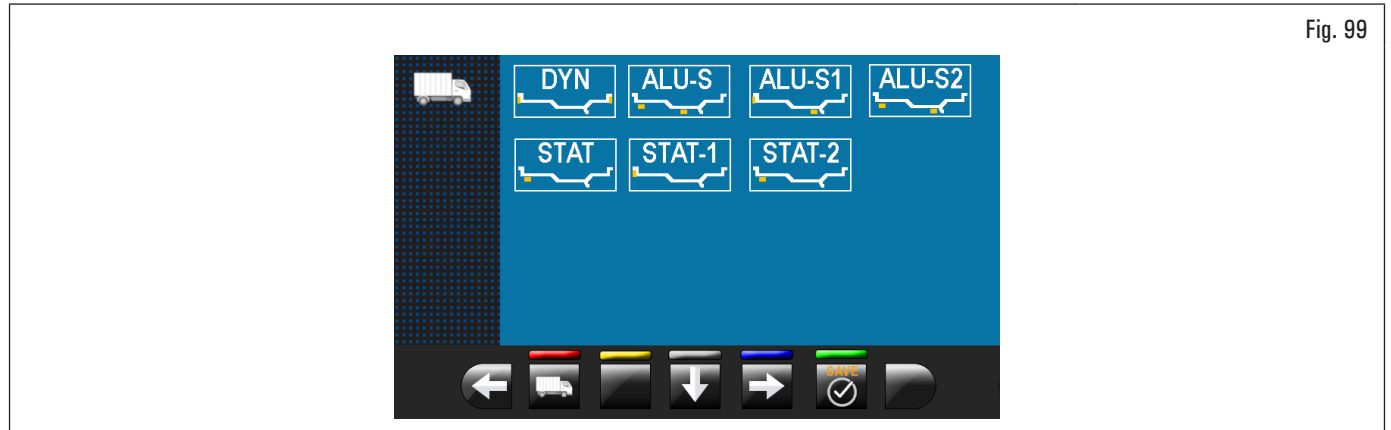 Fig. 99
DYN ALU-S ALU-S1 ALU-S2
STAT STAT-1 STAT-2
SAVE